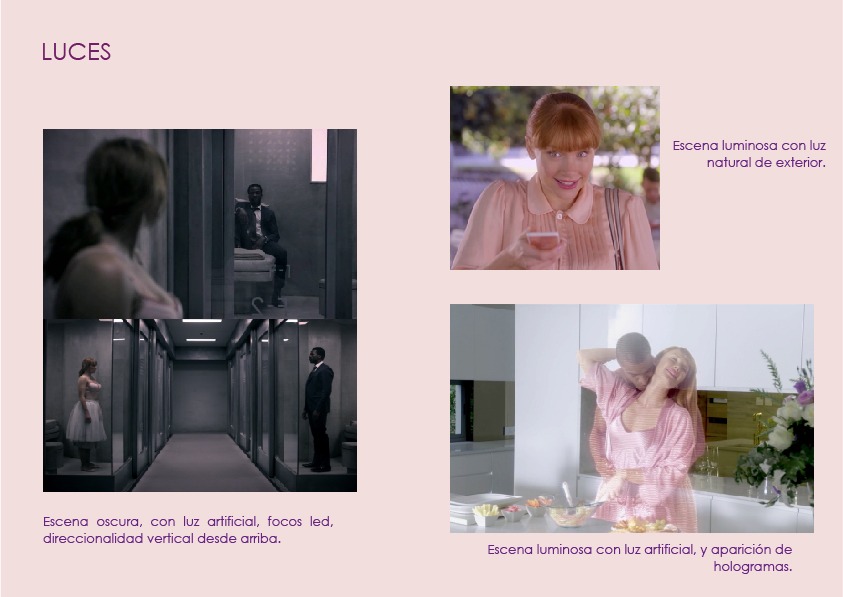 LUCES
Escena luminosa con luz
natural de exterior.
Escena oscura, con luz artificial, focos led,
direccionalidad vertical desde arriba.
Escena luminosa con luz artificial, y aparición de
hologramas.